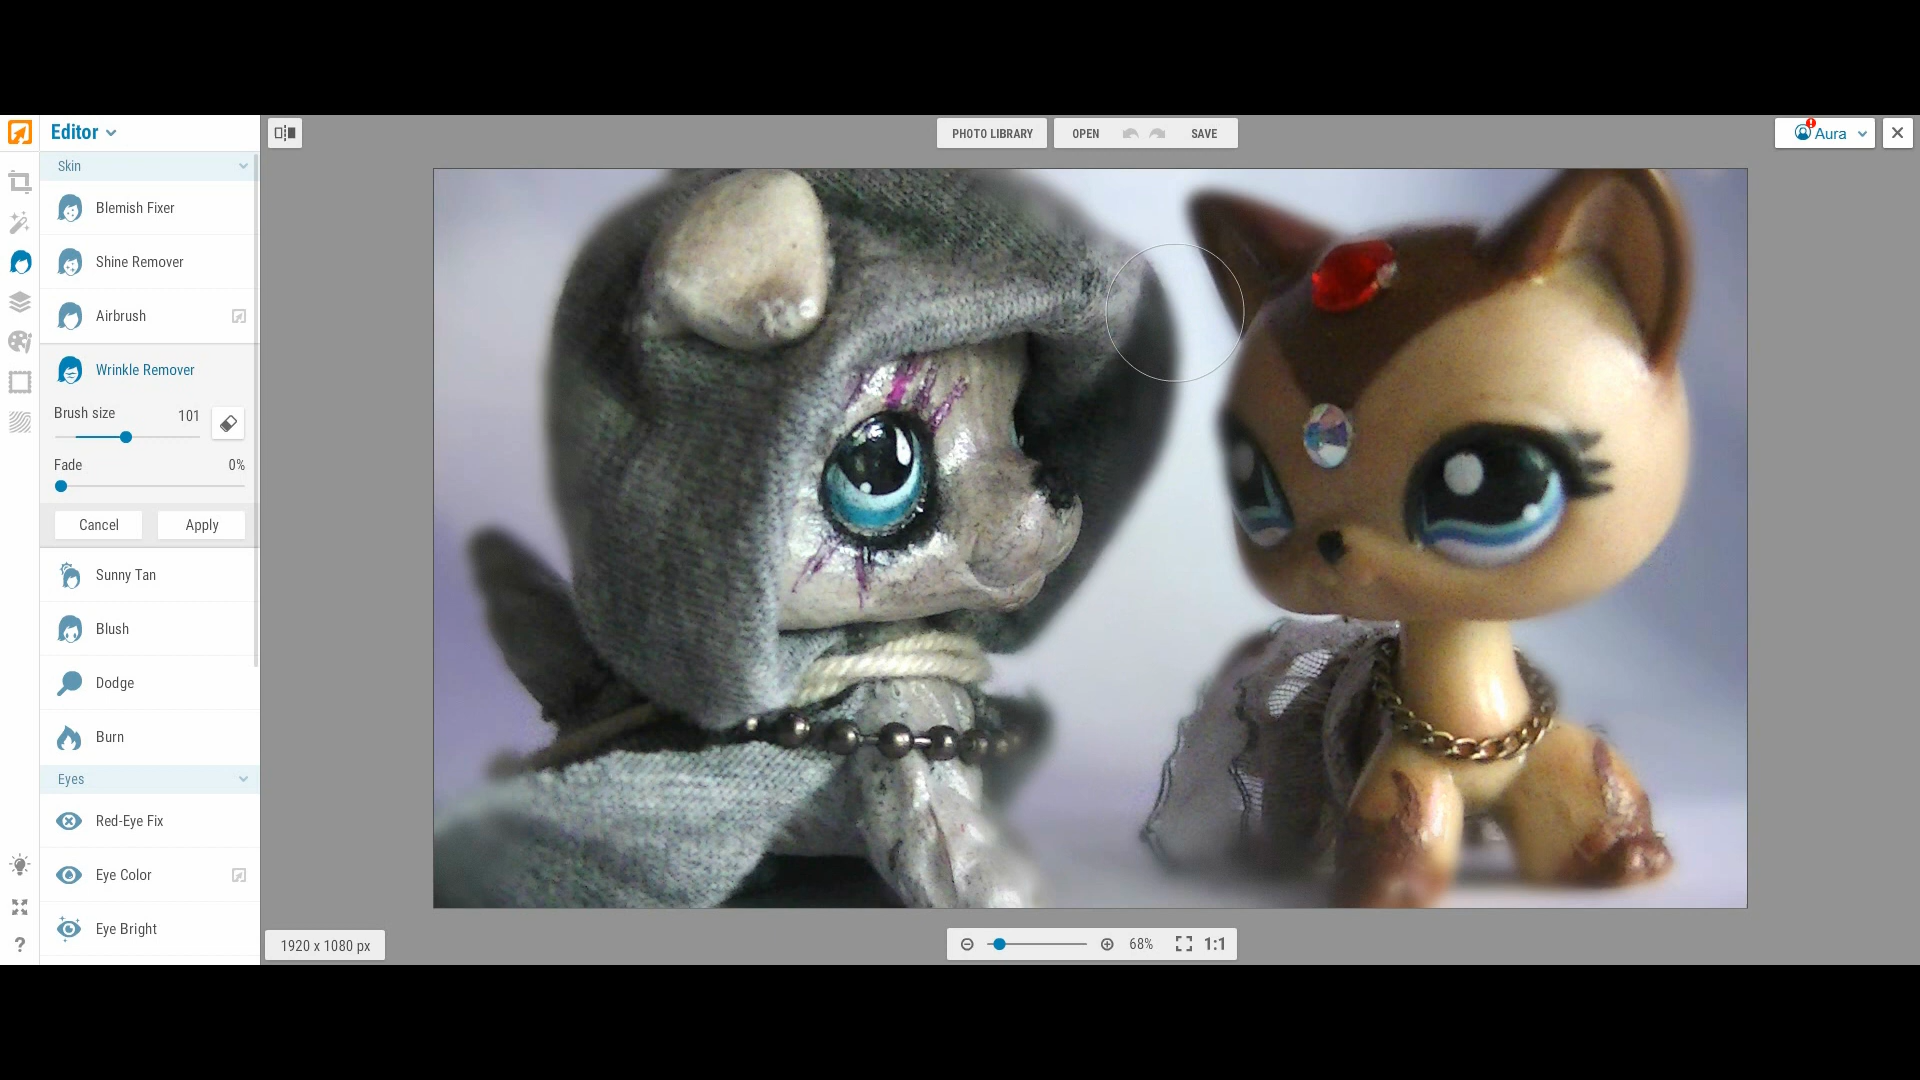 Editor
PHOTO LIBRARY
OPEN
SAVE
Aura
Skin
Blemish Fixer
Shine Remover
Airbrush
Wrinkle Remover
Brush size
101
Fade
0%
Cancel
Apply
Sunny Tan
Blush
Dodge
Burn
Eyes
Red-Eye Fix
Eye Color
Eye Bright
?
1920 x 1080 px
68%
1:1